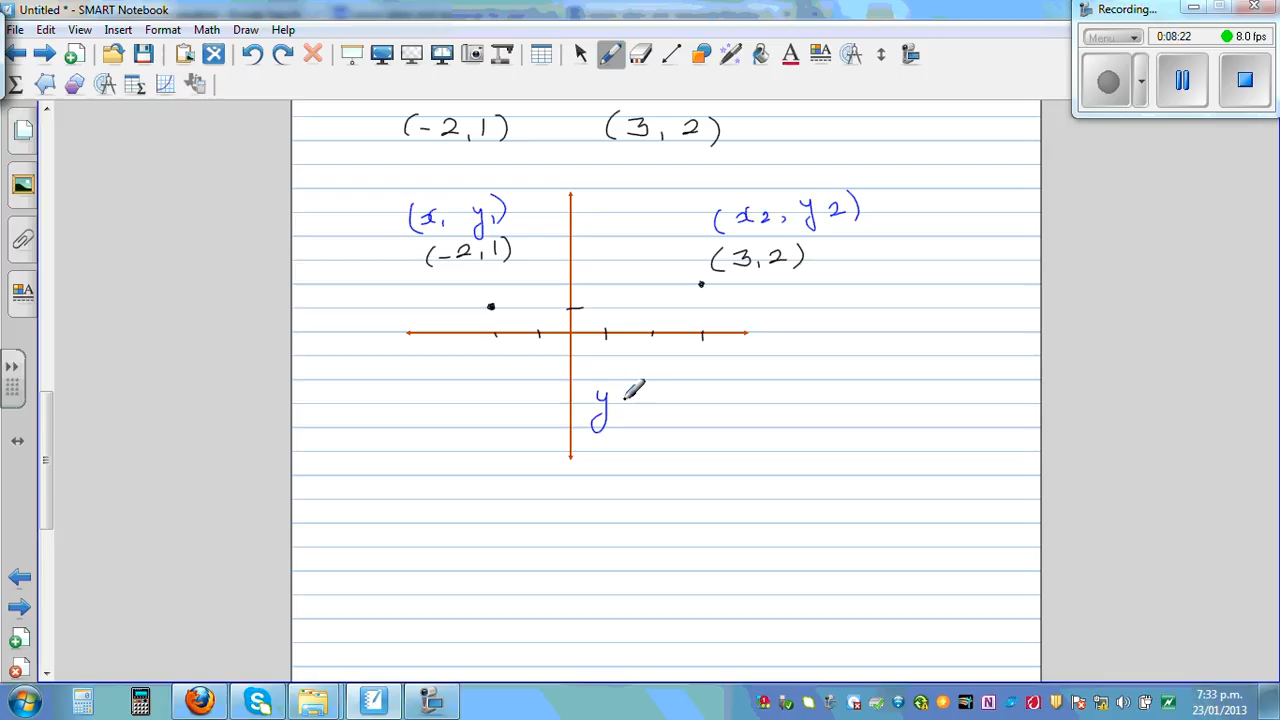 Untitled * - SMART Notebook
Recording...
File Edit View Insert Format Math Draw Help
Menu 0:08:22 8.0 fps
(-2,1) (3, 2)
(x1 y1) (x2, y2)
(-2,1) (3,2)
y
7:33 p.m.
23/01/2013